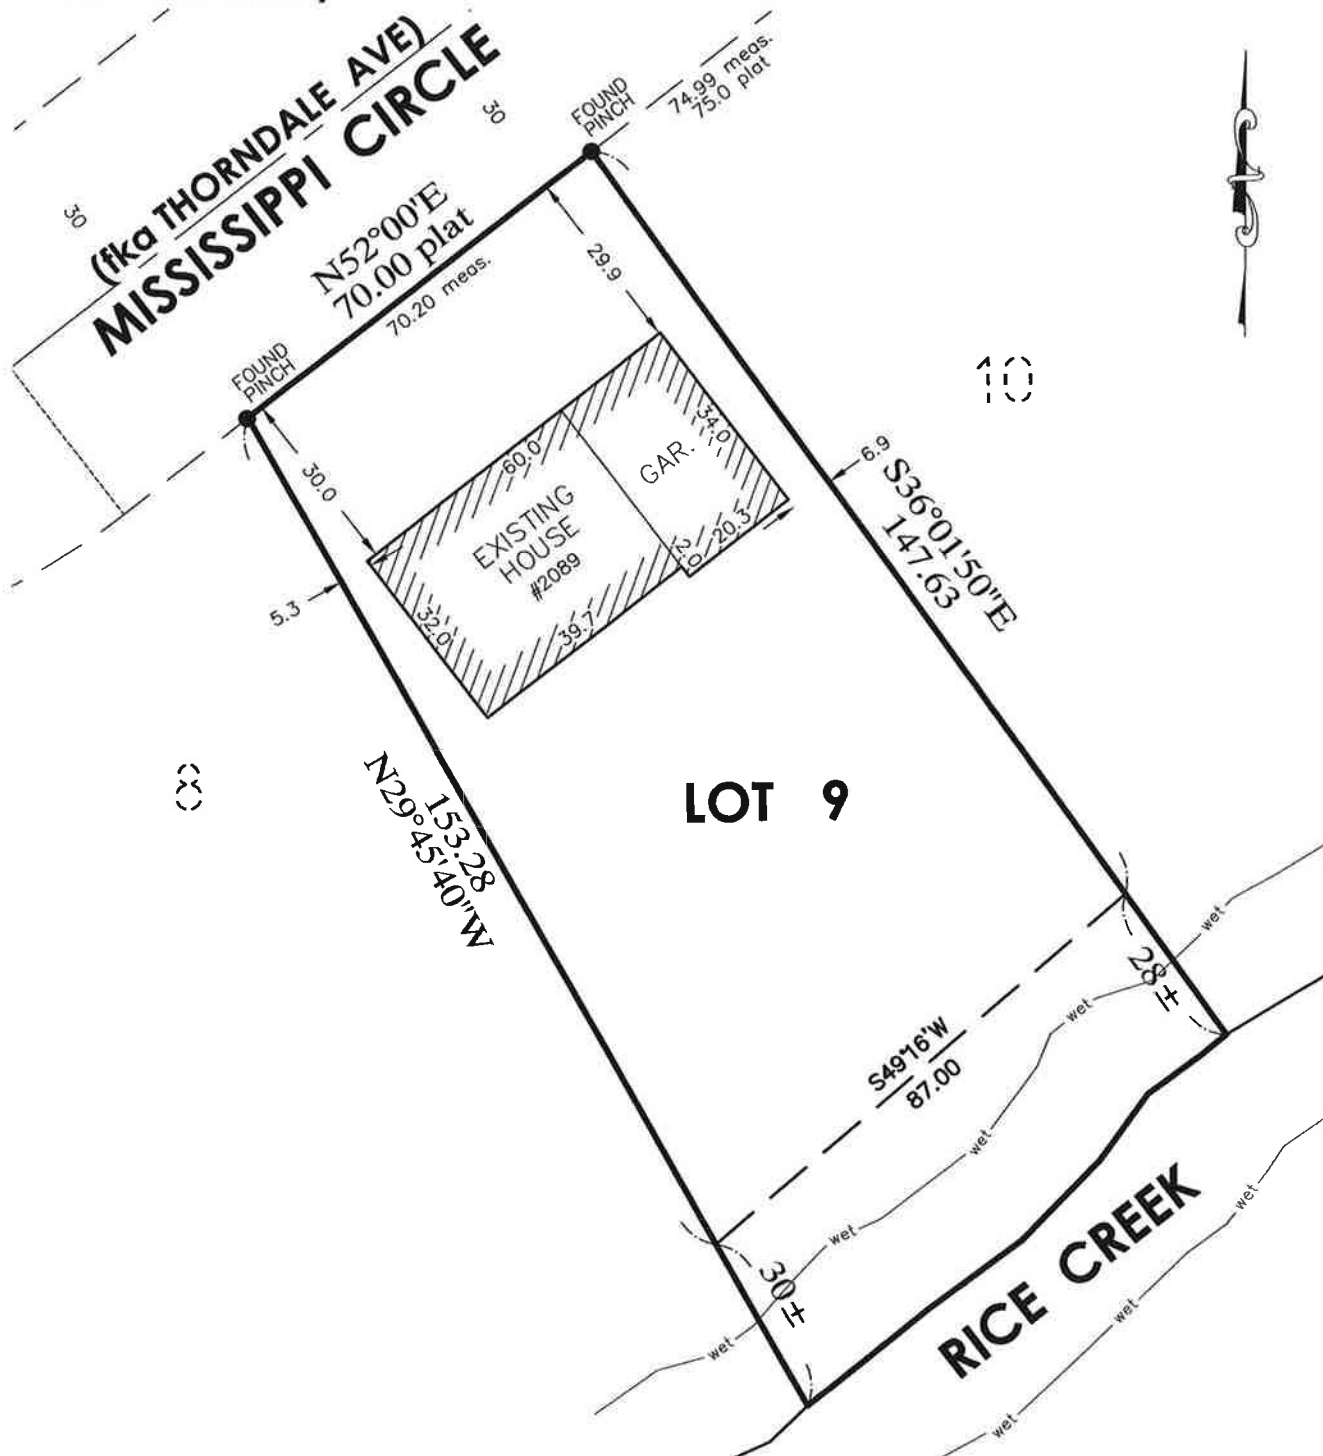 (fka THORNDALE AVE)
MISSISSIPPI CIRCLE
30
30
FOUND
PINCH
74.99 meas.
75.0 plat
N52°00'E
70.00 plat
70.20 meas.
FOUND
PINCH
29.9
30.0
10
60.0
34.0
GAR.
EXISTING
HOUSE
#2089
2.0
20.3
32.0
39.7
6.9
S36°01'50"E
147.63
5.3
8
153.28
N29°45'40"W
LOT 9
wet
28±
wet
S49°16'W
87.00
wet
wet
30±
wet
RICE CREEK
wet
wet
wet